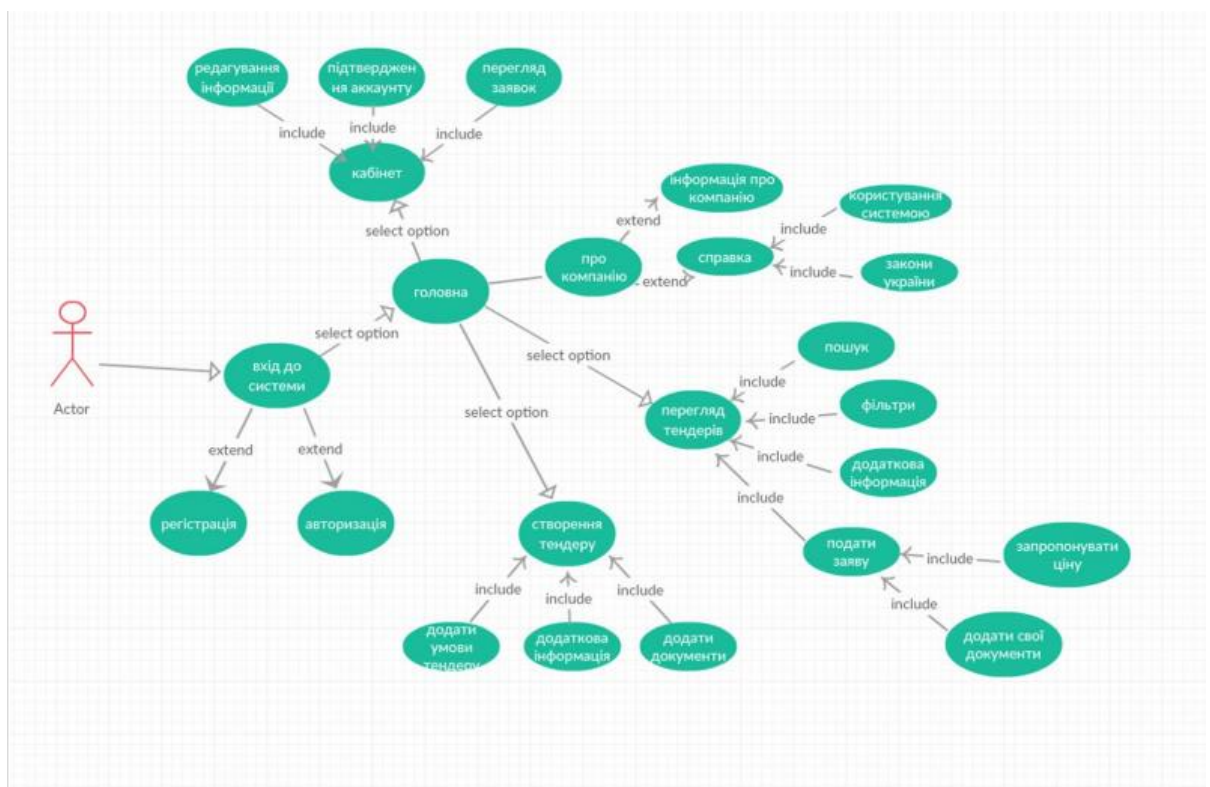 редагування
інформації
підтверджен
ня аккаунту
перегляд
заявок
include
include
include
кабінет
select option
інформація про
компанію
extend
користування
системою
include
про
компанію
справка
extend
include
закони
україни
головна
select option
select option
пошук
include
вхід до
системи
Actor
select option
перегляд
тендерів
include
фільтри
include
додаткова
інформація
extend
extend
include
регістрація
авторизація
створення
тендеру
подати
заяву
include
запропонувати
ціну
include
include
include
include
додати
умови
тендеру
додаткова
інформація
додати
документи
додати свої
документи